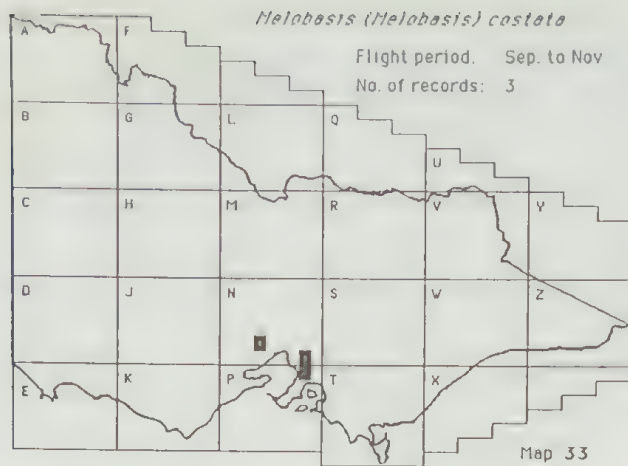 Melobasis (Melobasis) costata
Flight period. Sep. to Nov
No. of records: 3
A F
B G L Q
U
C H M R V Y
D J N S W Z
E K P T X
Map 33